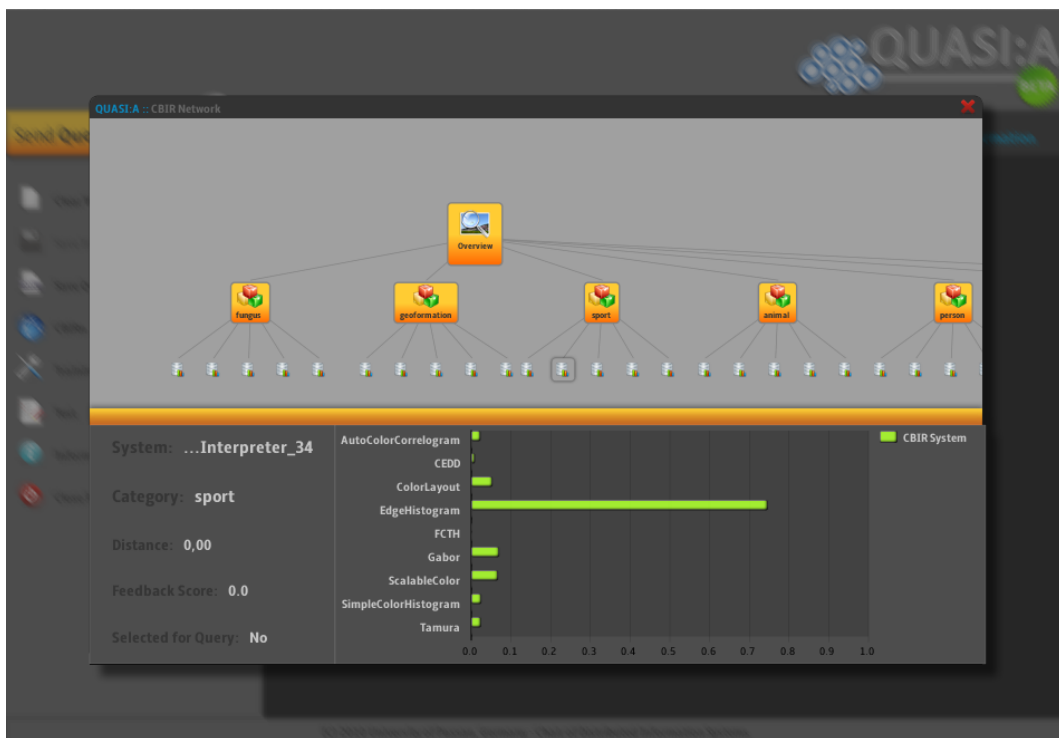 QUASI:A
BETA
QUASI:A :: CBIR Network
Send Que
Overview
fungus
geoformation
sport
animal
person
System: ...Interpreter_34
Category: sport
Distance: 0,00
Feedback Score: 0.0
Selected for Query: No
AutoColorCorrelogram
CEDD
ColorLayout
EdgeHistogram
FCTH
Gabor
ScalableColor
SimpleColorHistogram
Tamura
0.0 0.1 0.2 0.3 0.4 0.5 0.6 0.7 0.8 0.9 1.0
CBIR System